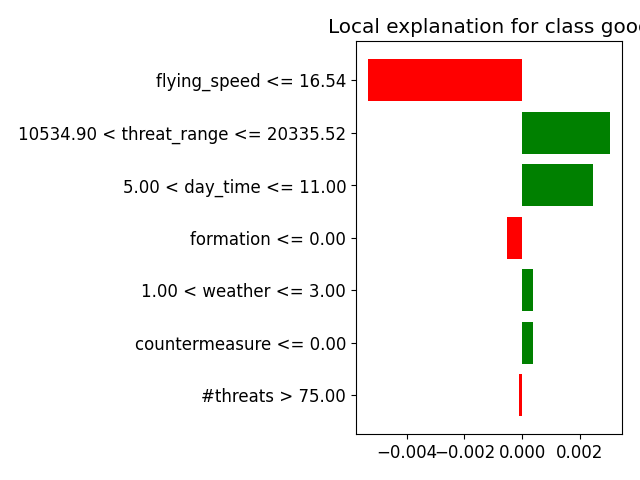 Local explanation for class good
flying_speed <= 16.54
10534.90 < threat_range <= 20335.52
5.00 < day_time <= 11.00
formation <= 0.00
1.00 < weather <= 3.00
countermeasure <= 0.00
#threats > 75.00
−0.004 −0.002 0.000 0.002